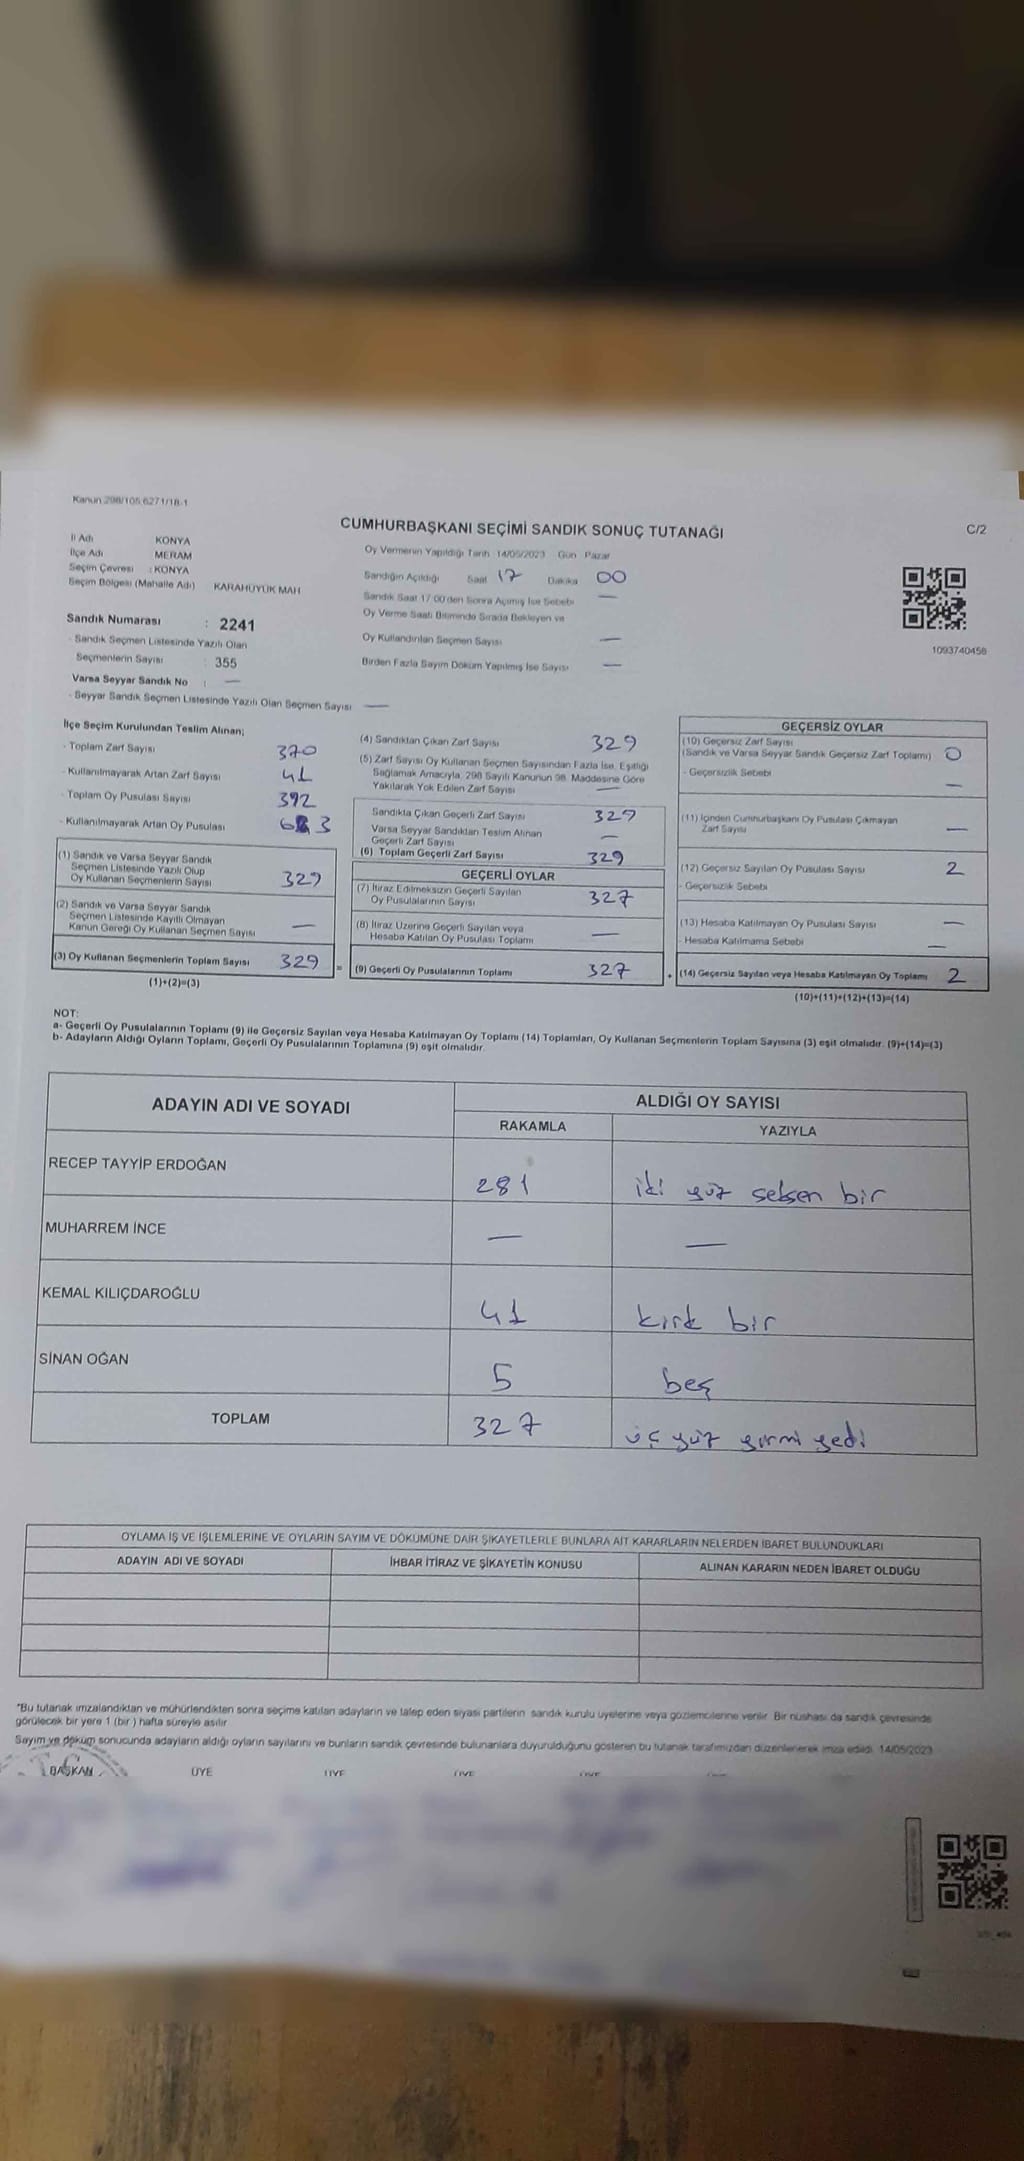 Kanun 298/105 6271/18-1
CUMHURBAŞKANI SEÇİMİ SANDIK SONUÇ TUTANAĞI
C/2
İl Adı KONYA
İlçe Adı MERAM
Seçim Çevresi : KONYA
Seçim Bölgesi (Mahalle Adı) KARAHÜYÜK MAH
Oy Vermenin Yapıldığı Tarih 14/05/2023 Gün Pazar
Sandığın Açıldığı Saat 17 Dakika 00
Sandık Saat 17:00'den Sonra Açılmış İse Sebebi —
Oy Verme Saati Bitiminde Sırada Bekleyen ve
Oy Kullandırılan Seçmen Sayısı —
Birden Fazla Sayım Döküm Yapılmış İse Sayısı —
1093740458
Sandık Numarası : 2241
- Sandık Seçmen Listesinde Yazılı Olan
Seçmenlerin Sayısı : 355
Varsa Seyyar Sandık No : —
- Seyyar Sandık Seçmen Listesinde Yazılı Olan Seçmen Sayısı —
İlçe Seçim Kurulundan Teslim Alınan;
- Toplam Zarf Sayısı 370
- Kullanılmayarak Artan Zarf Sayısı 41
- Toplam Oy Pusulası Sayısı 392
- Kullanılmayarak Artan Oy Pusulası
(1) Sandık ve Varsa Seyyar Sandık
Seçmen Listesinde Yazılı Olup
Oy Kullanan Seçmenlerin Sayısı 329
(2) Sandık ve Varsa Seyyar Sandık
Seçmen Listesinde Kayıtlı Olmayan
Kanun Gereği Oy Kullanan Seçmen Sayısı —
(3) Oy Kullanan Seçmenlerin Toplam Sayısı 329
(1)+(2)=(3)
(4) Sandıktan Çıkan Zarf Sayısı 329
(5) Zarf Sayısı Oy Kullanan Seçmen Sayısından Fazla İse, Eşitliği
Sağlamak Amacıyla, 298 Sayılı Kanunun 98. Maddesine Göre
Yakılarak Yok Edilen Zarf Sayısı —
Sandıkta Çıkan Geçerli Zarf Sayısı 329
Varsa Seyyar Sandıktan Teslim Alınan
Geçerli Zarf Sayısı —
(6) Toplam Geçerli Zarf Sayısı 329
GEÇERLİ OYLAR
(7) İtiraz Edilmeksizin Geçerli Sayılan
Oy Pusulalarının Sayısı 327
(8) İtiraz Üzerine Geçerli Sayılan veya
Hesaba Katılan Oy Pusulası Toplamı —
= (9) Geçerli Oy Pusulalarının Toplamı 327
GEÇERSİZ OYLAR
(10) Geçersiz Zarf Sayısı
(Sandık ve Varsa Seyyar Sandık Geçersiz Zarf Toplamı) 0
- Geçersizlik Sebebi —
(11) İçinden Cumhurbaşkanı Oy Pusulası Çıkmayan
Zarf Sayısı —
(12) Geçersiz Sayılan Oy Pusulası Sayısı 2
- Geçersizlik Sebebi
(13) Hesaba Katılmayan Oy Pusulası Sayısı —
- Hesaba Katılmama Sebebi —
+ (14) Geçersiz Sayılan veya Hesaba Katılmayan Oy Toplamı 2
(10)+(11)+(12)+(13)=(14)
NOT:
a- Geçerli Oy Pusulalarının Toplamı (9) ile Geçersiz Sayılan veya Hesaba Katılmayan Oy Toplamı (14) Toplamları, Oy Kullanan Seçmenlerin Toplam Sayısına (3) eşit olmalıdır. (9)+(14)=(3)
b- Adayların Aldığı Oyların Toplamı, Geçerli Oy Pusulalarının Toplamına (9) eşit olmalıdır.
ADAYIN ADI VE SOYADI ALDIĞI OY SAYISI
RAKAMLA YAZIYLA
RECEP TAYYİP ERDOĞAN 281 iki yüz seksen bir
MUHARREM İNCE — —
KEMAL KILIÇDAROĞLU 41 kırk bir
SİNAN OĞAN 5 beş
TOPLAM 327 üç yüz yirmi yedi
OYLAMA İŞ VE İŞLEMLERİNE VE OYLARIN SAYIM VE DÖKÜMÜNE DAİR ŞİKAYETLERLE BUNLARA AİT KARARLARIN NELERDEN İBARET BULUNDUKLARI
ADAYIN ADI VE SOYADI İHBAR İTİRAZ VE ŞİKAYETİN KONUSU ALINAN KARARIN NEDEN İBARET OLDUĞU
*Bu tutanak imzalandıktan ve mühürlendikten sonra seçime katılan adayların ve talep eden siyasi partilerin sandık kurulu üyelerine veya gözlemcilerine verilir. Bir nüshası da sandık çevresinde
görülecek bir yere 1 (bir) hafta süreyle asılır
Sayım ve döküm sonucunda adayların aldığı oyların sayılarını ve bunların sandık çevresinde bulunanlara duyurulduğunu gösteren bu tutanak tarafımızdan düzenlenerek imza edildi. 14/05/2023
BAŞKAN ÜYE ÜYE ÜYE ÜYE